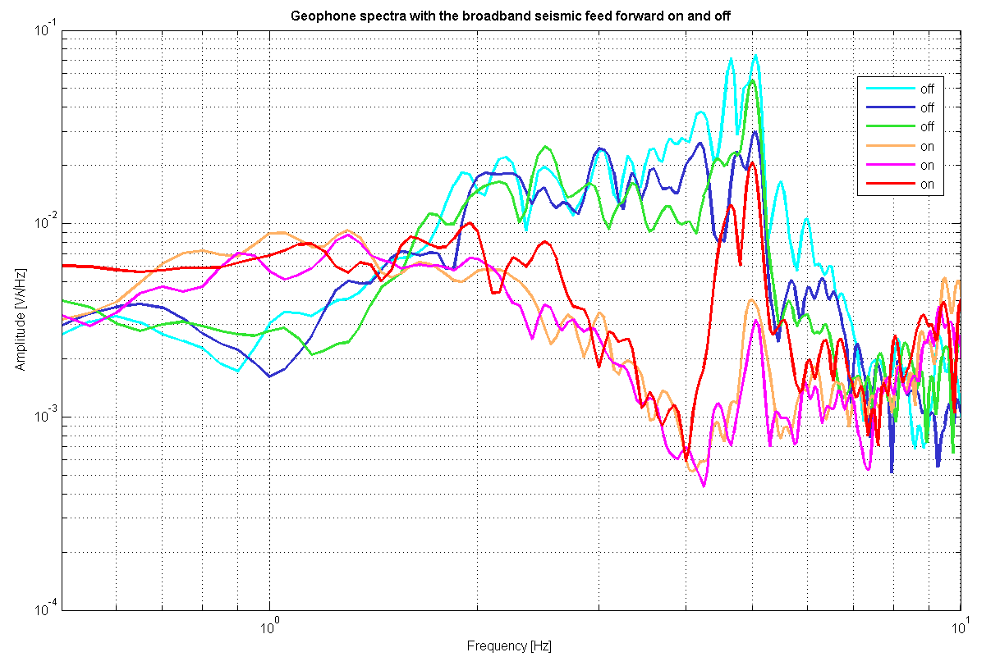 Geophone spectra with the broadband seismic feed forward on and off
10^-1
off
off
off
on
on
on
10^-2
Amplitude [V/√Hz]
10^-3
10^-4
10^0
10^1
Frequency [Hz]